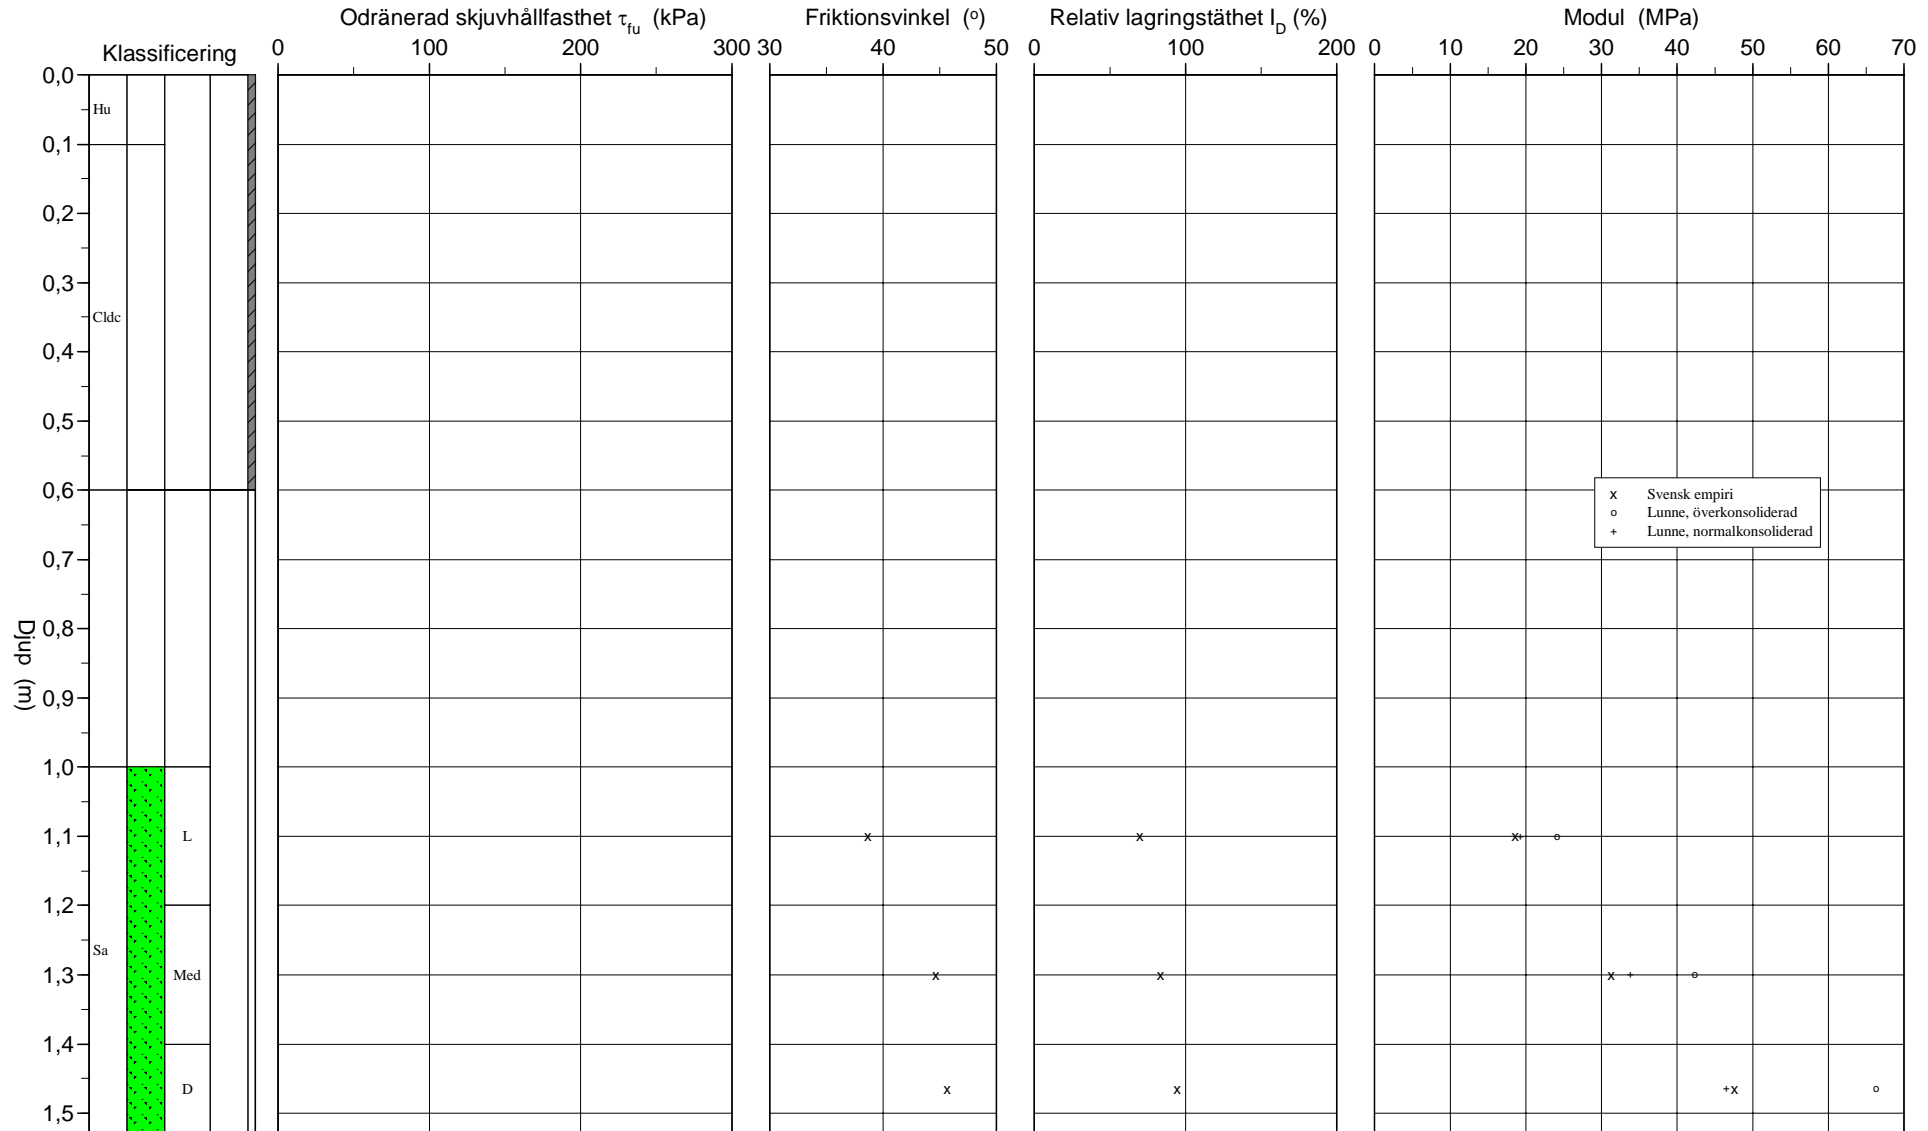 Odränerad skjuvhållfasthet τfu (kPa)
Friktionsvinkel (o)
Relativ lagringstäthet ID (%)
Modul (MPa)
Klassificering
0 100 200 300
30 40 50
0 100 200
0 10 20 30 40 50 60 70
0,0
Hu
0,1
0,2
0,3
Cldc
0,4
0,5
0,6
x Svensk empiri
o Lunne, överkonsoliderad
+ Lunne, normalkonsoliderad
0,7
0,8
Djup (m)
0,9
1,0
1,1
L
1,2
Sa
1,3
Med
1,4
D
1,5